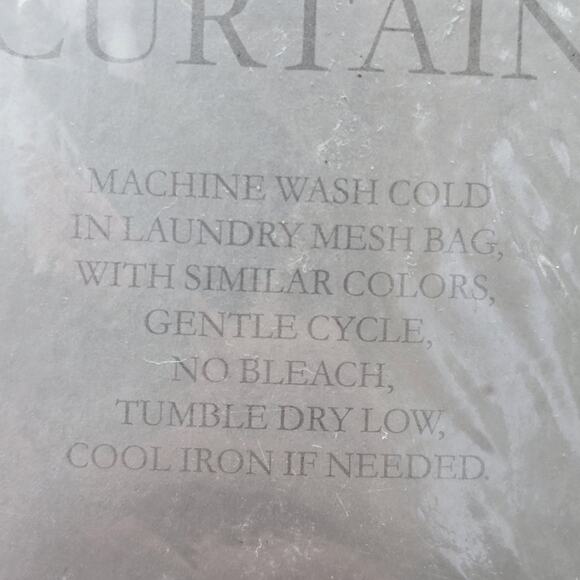 CURTAIN
MACHINE WASH COLD
IN LAUNDRY MESH BAG,
WITH SIMILAR COLORS,
GENTLE CYCLE,
NO BLEACH,
TUMBLE DRY LOW,
COOL IRON IF NEEDED.